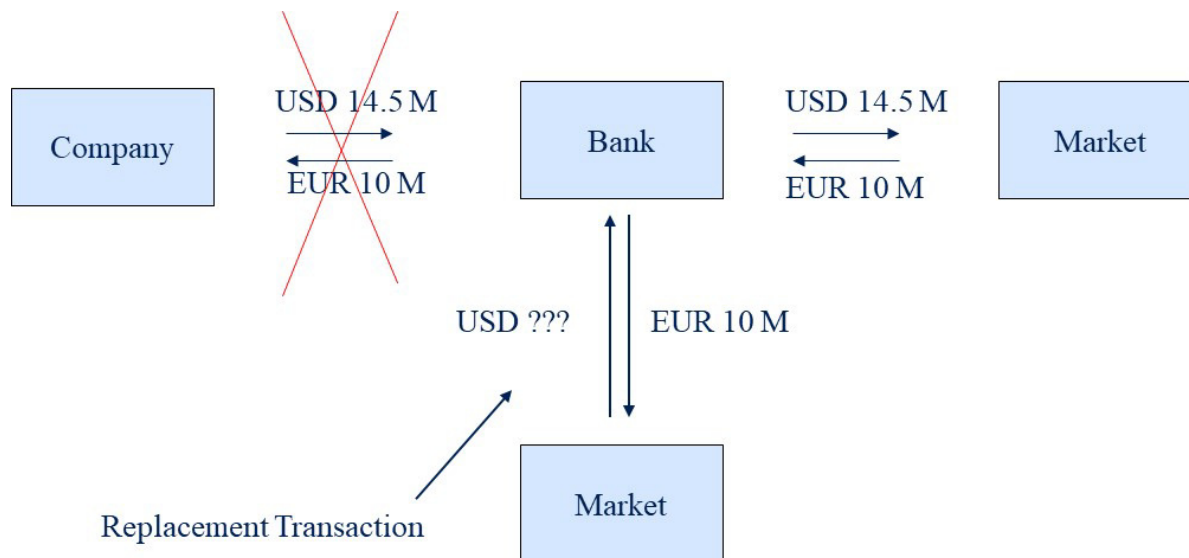 USD 14.5 M
USD 14.5 M
Company
Bank
Market
EUR 10 M
EUR 10 M
USD ???
EUR 10 M
Market
Replacement Transaction